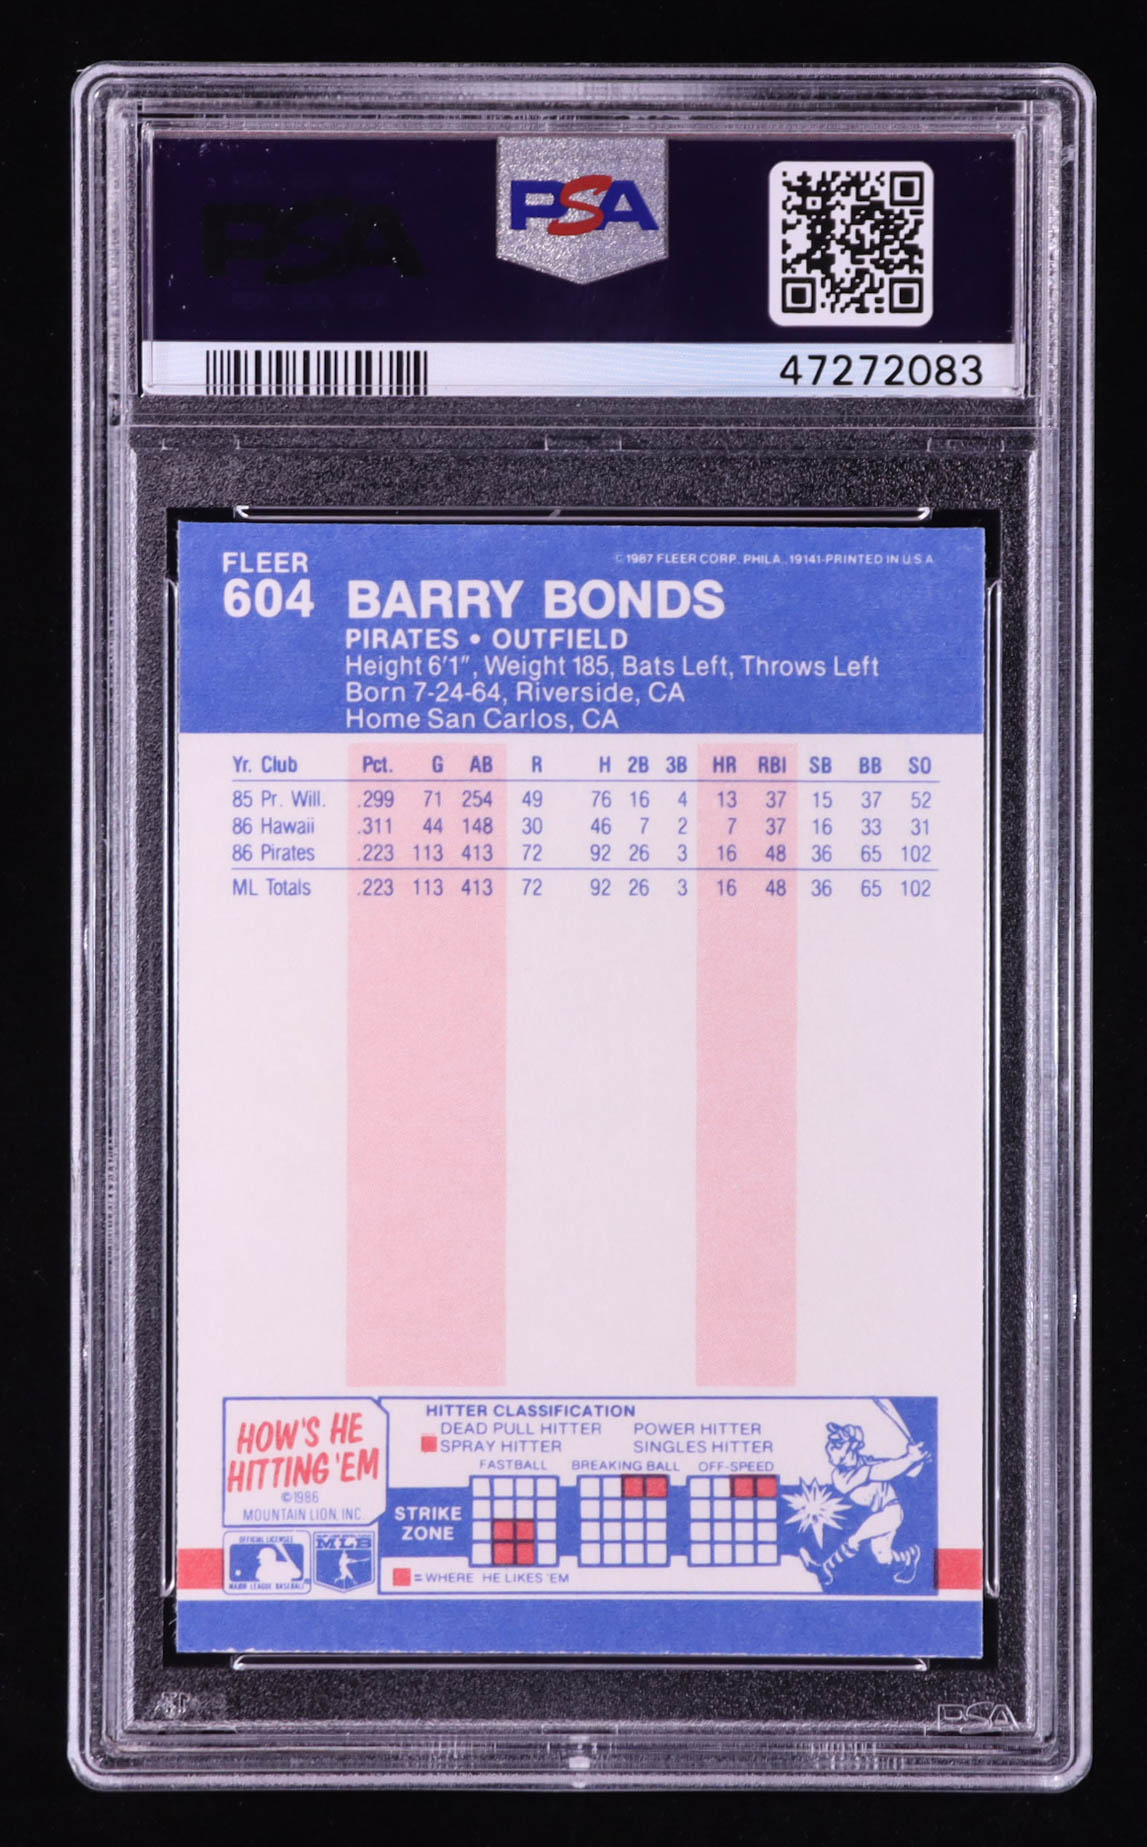 PSA
PSA
47272083
FLEER
© 1987 FLEER CORP. PHILA., 19141-PRINTED IN U.S.A.
604 BARRY BONDS
PIRATES • OUTFIELD
Height 6'1", Weight 185, Bats Left, Throws Left
Born 7-24-64, Riverside, CA
Home San Carlos, CA
Yr. Club Pct. G AB R H 2B 3B HR RBI SB BB SO
85 Pr. Will. .299 71 254 49 76 16 4 13 37 15 37 52
86 Hawaii .311 44 148 30 46 7 2 7 37 16 33 31
86 Pirates .223 113 413 72 92 26 3 16 48 36 65 102
ML Totals .223 113 413 72 92 26 3 16 48 36 65 102
HOW'S HE
HITTING 'EM
©1986
MOUNTAIN LION, INC.
HITTER CLASSIFICATION
DEAD PULL HITTER POWER HITTER
SPRAY HITTER SINGLES HITTER
FASTBALL BREAKING BALL OFF-SPEED
STRIKE
ZONE
= WHERE HE LIKES 'EM
OFFICIAL LICENSEE
MAJOR LEAGUE BASEBALL
MLB
PSA